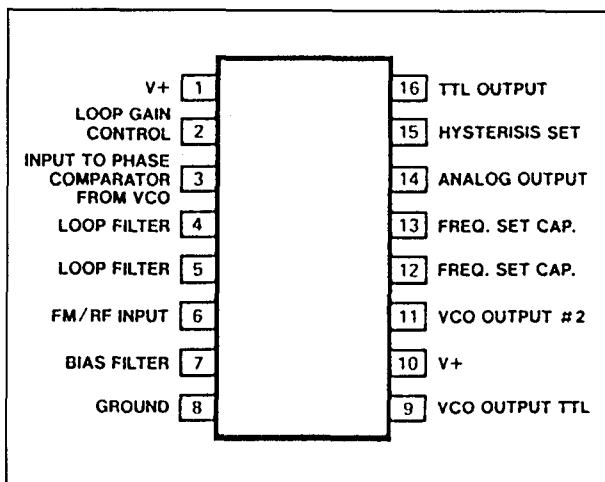 V+ 1
LOOP GAIN
CONTROL 2
INPUT TO PHASE
COMPARATOR 3
FROM VCO
LOOP FILTER 4
LOOP FILTER 5
FM/RF INPUT 6
BIAS FILTER 7
GROUND 8
16 TTL OUTPUT
15 HYSTERISIS SET
14 ANALOG OUTPUT
13 FREQ. SET CAP.
12 FREQ. SET CAP.
11 VCO OUTPUT #2
10 V+
9 VCO OUTPUT TTL